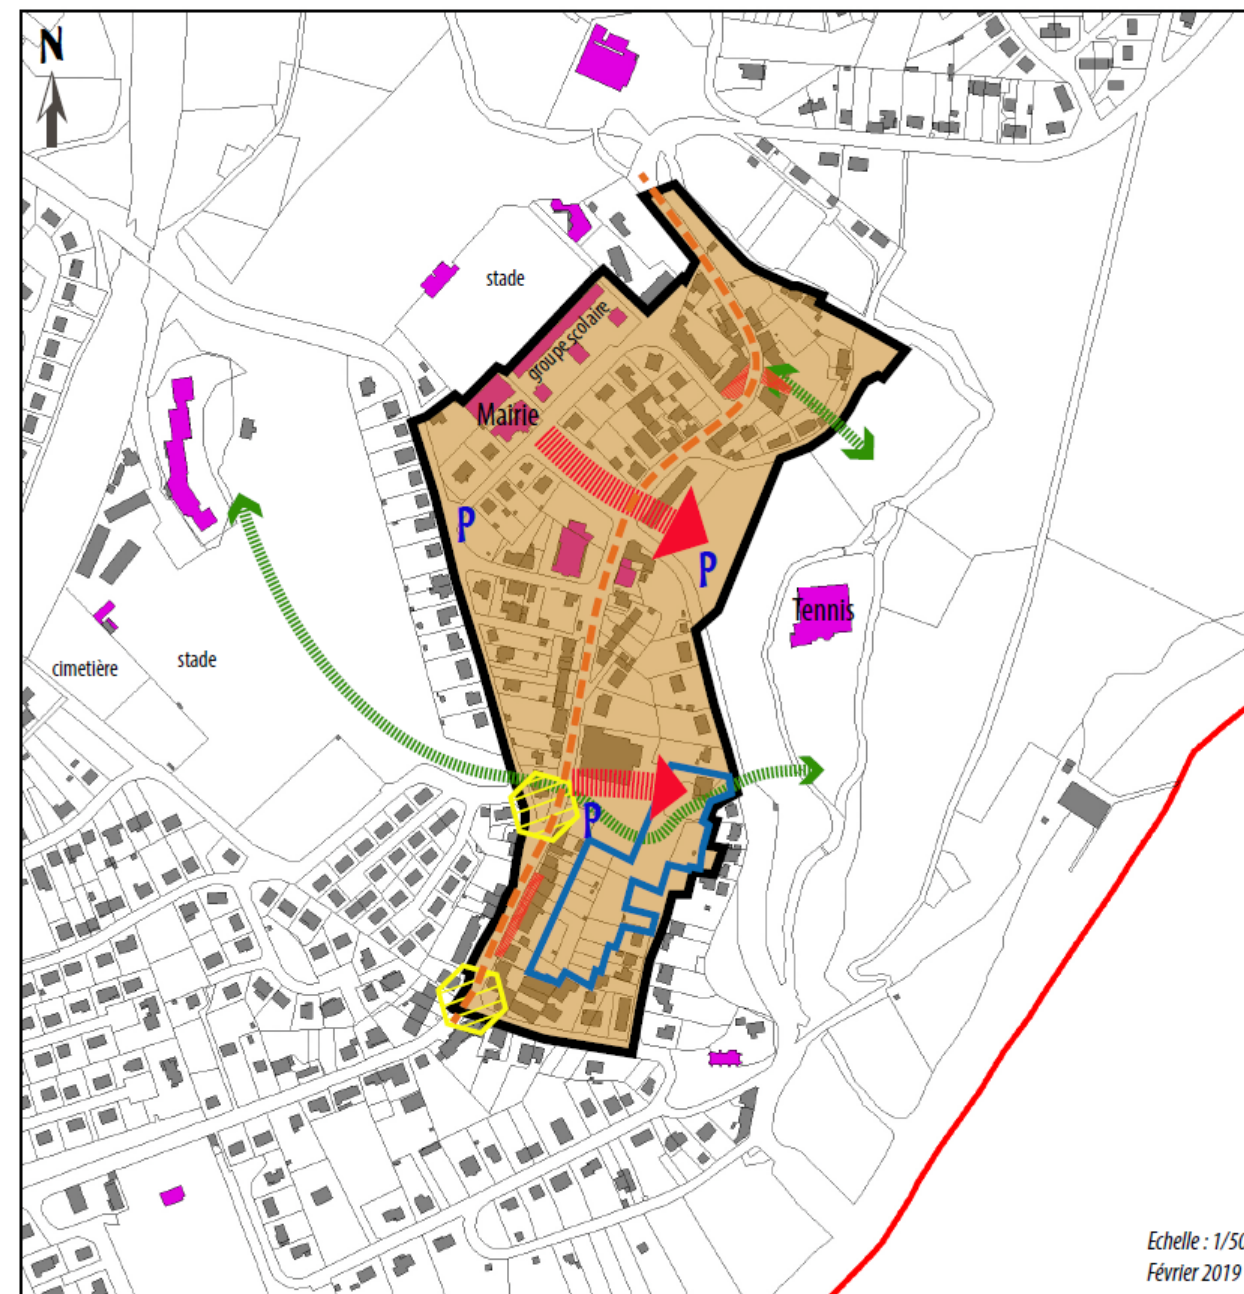 N
stade
groupe scolaire
Mairie
P
P
Tennis
cimetière
stade
P
Echelle : 1/50
Février 2019